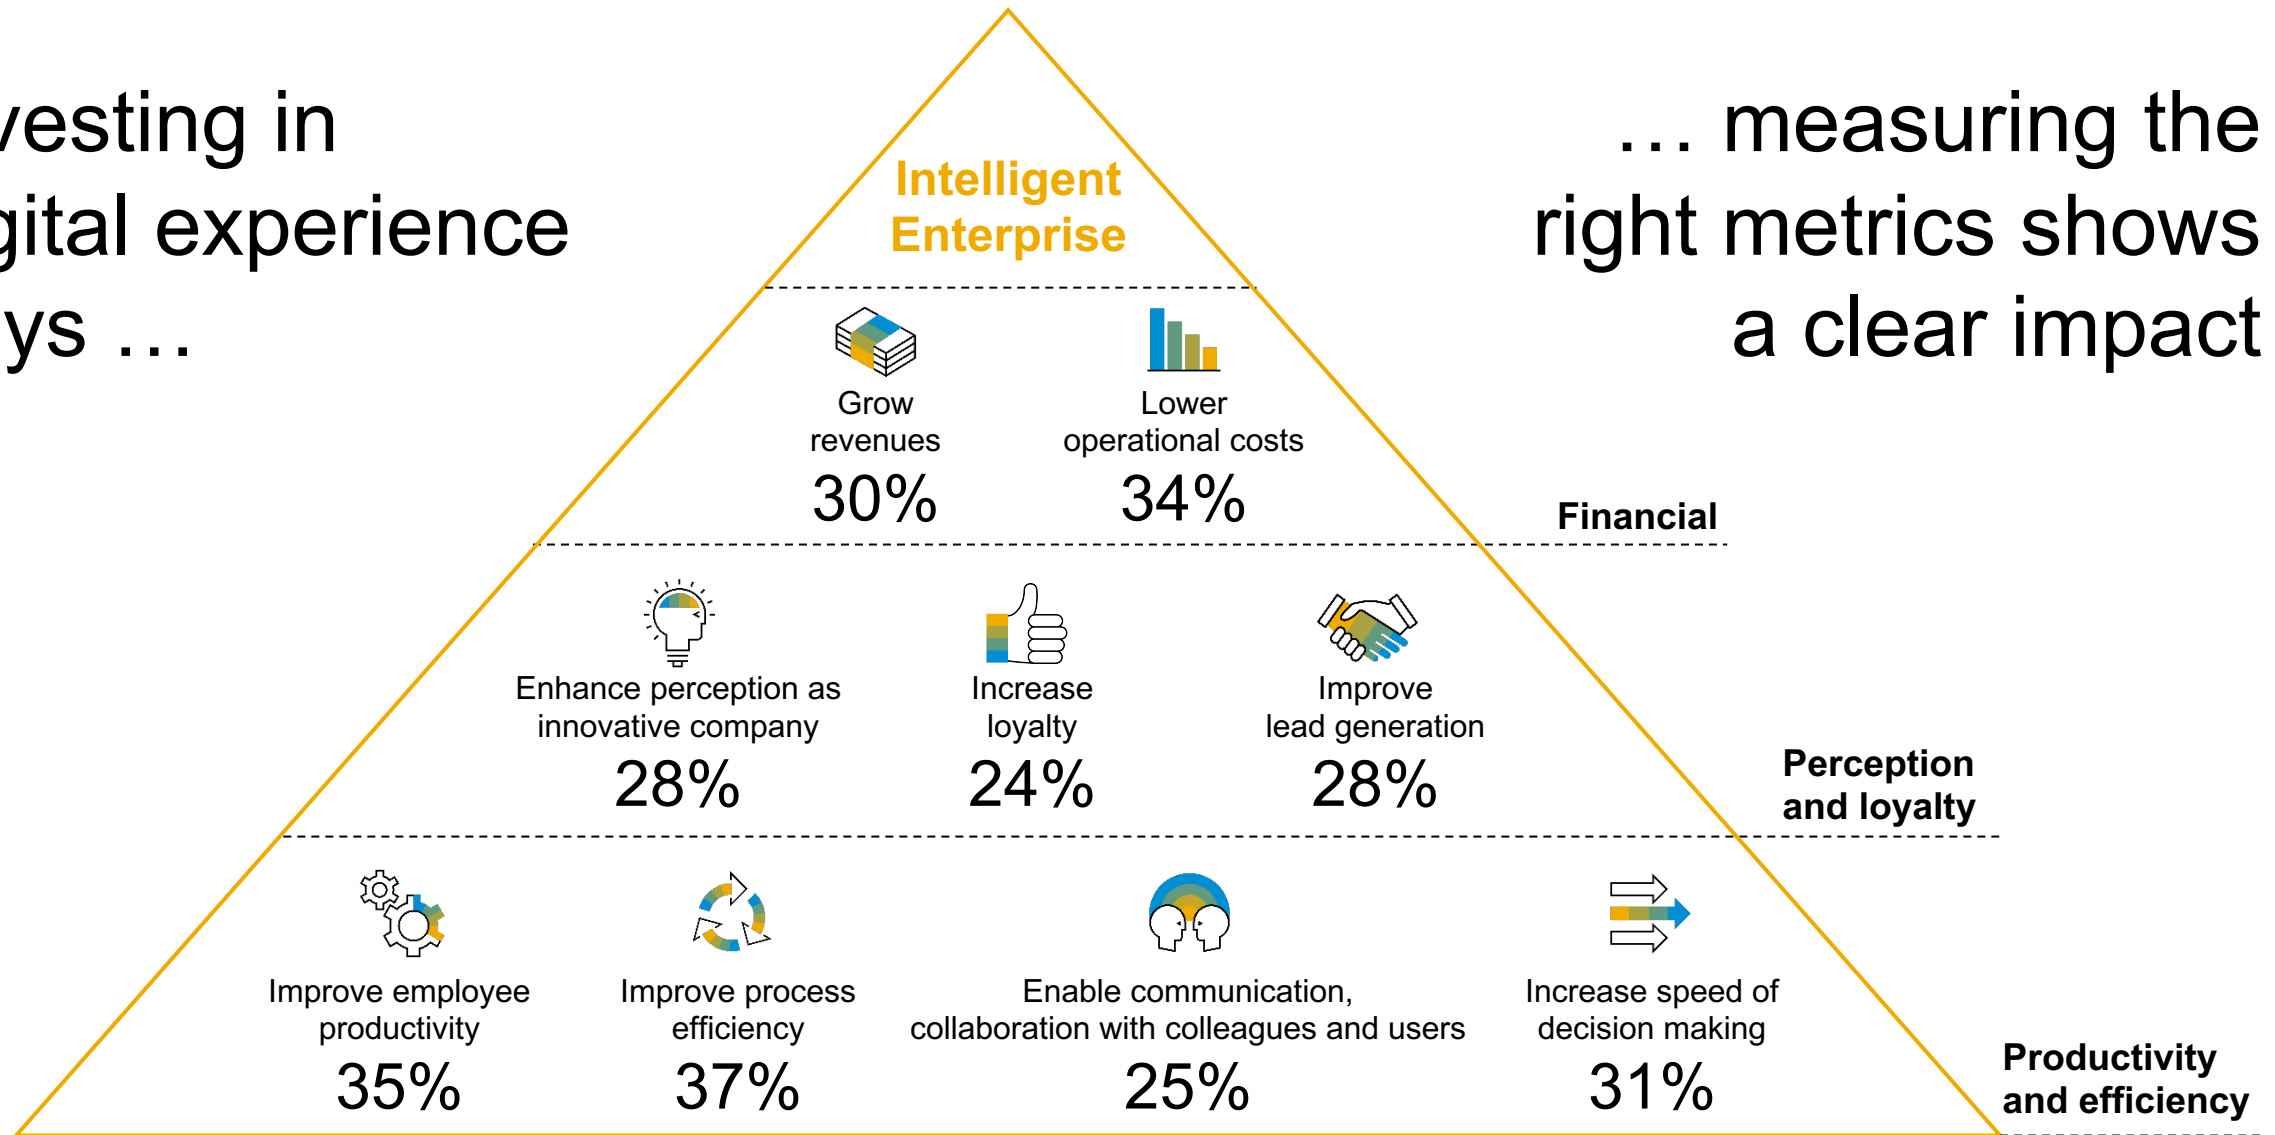 vesting in
gital experience
ys …
… measuring the
right metrics shows
a clear impact
Intelligent
Enterprise
Grow
revenues
30%
Lower
operational costs
34%
Financial
Enhance perception as
innovative company
28%
Increase
loyalty
24%
Improve
lead generation
28%
Perception
and loyalty
Improve employee
productivity
35%
Improve process
efficiency
37%
Enable communication,
collaboration with colleagues and users
25%
Increase speed of
decision making
31%
Productivity
and efficiency